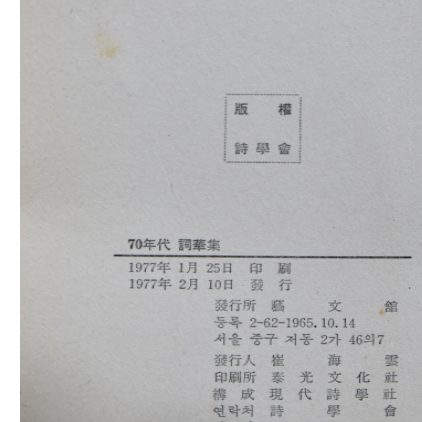 版 權
詩學會
70年代 詞華集
1977年 1月 25日 印 刷
1977年 2月 10日 發 行
發行所 藝 文 館
등록 2-62-1965.10.14
서울 중구 저동 2가 46의7
發行人 崔 海 雲
印刷所 泰光文化社
構 成 現代詩學社
연락처 詩 學 會